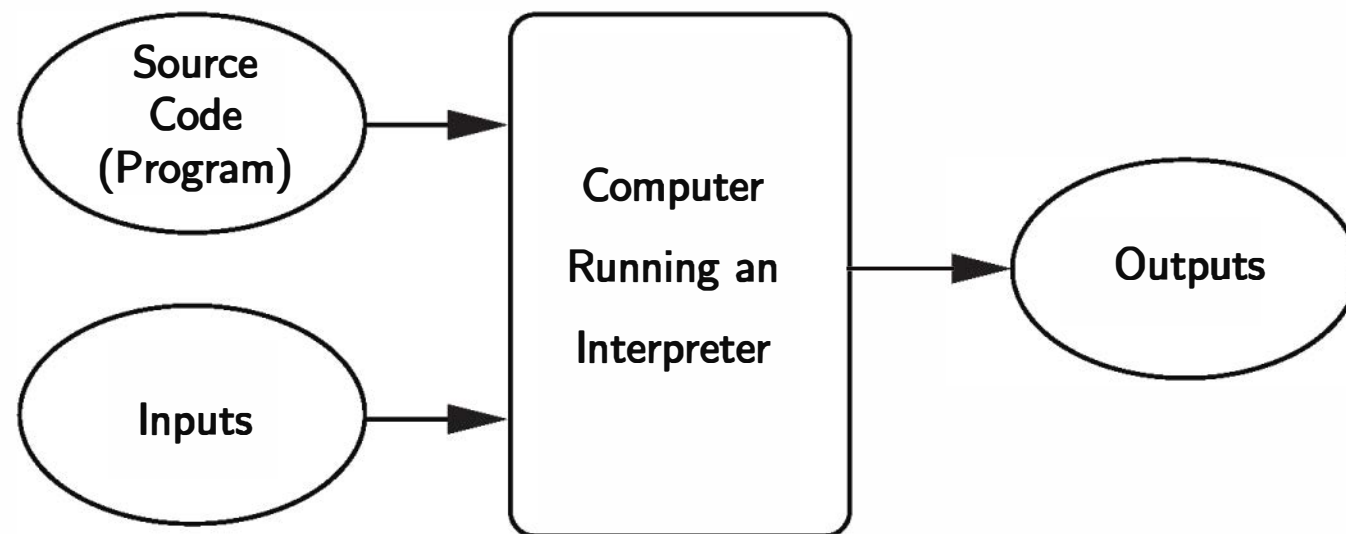 Source
Code
(Program)
Inputs
Computer
Running an
Interpreter
Outputs